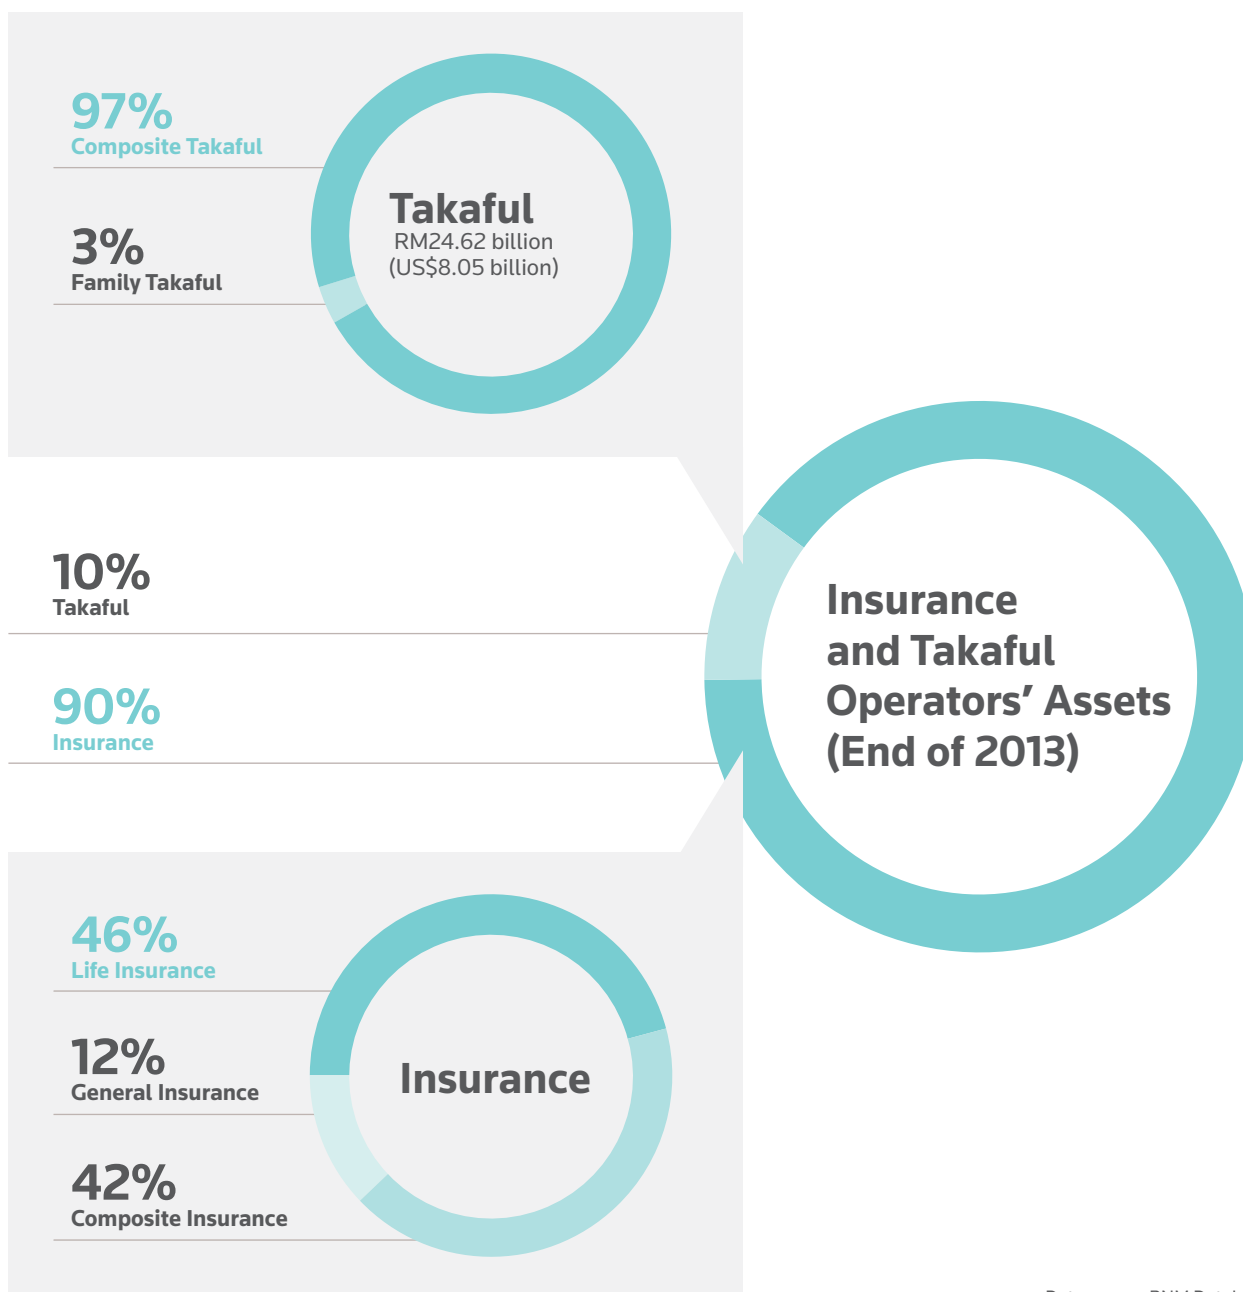 97%
Composite Takaful
3%
Family Takaful
Takaful
RM24.62 billion
(US$8.05 billion)
10%
Takaful
90%
Insurance
Insurance
and Takaful
Operators’ Assets
(End of 2013)
46%
Life Insurance
12%
General Insurance
42%
Composite Insurance
Insurance